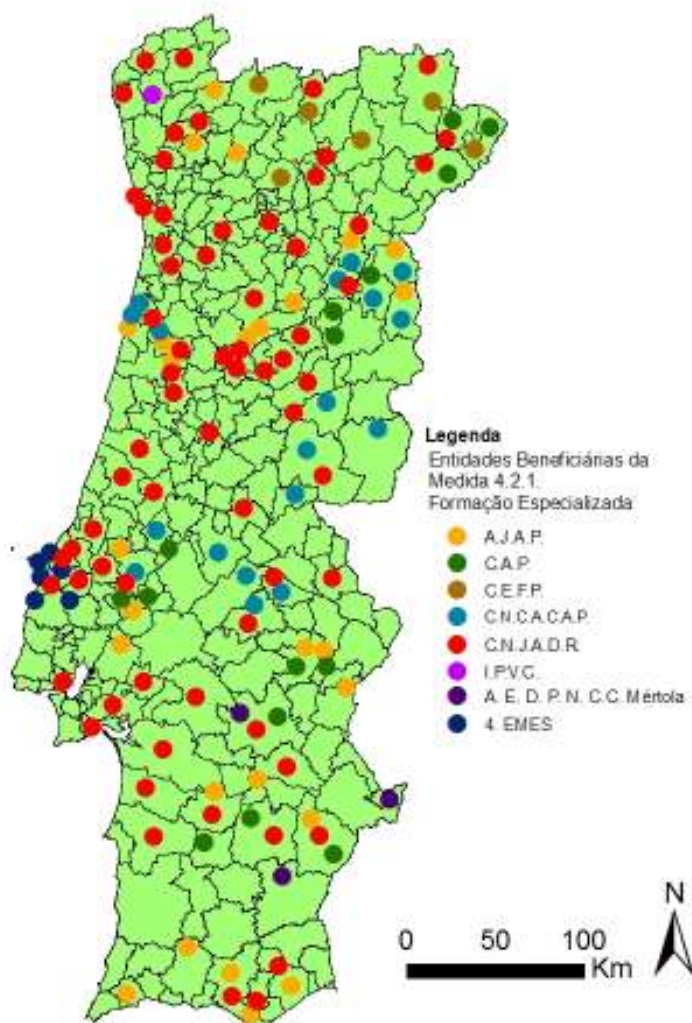 Legenda
Entidades Beneficiárias da
Medida 4.2.1.
Formação Especializada
A.J.A.P.
C.A.P.
C.E.F.P.
C.N.C.A.C.A.P.
C.N.J.A.D.R.
I.P.V.C.
A. E. D. P. N. C.C. Mértola
4. EMES
N
0 50 100
Km